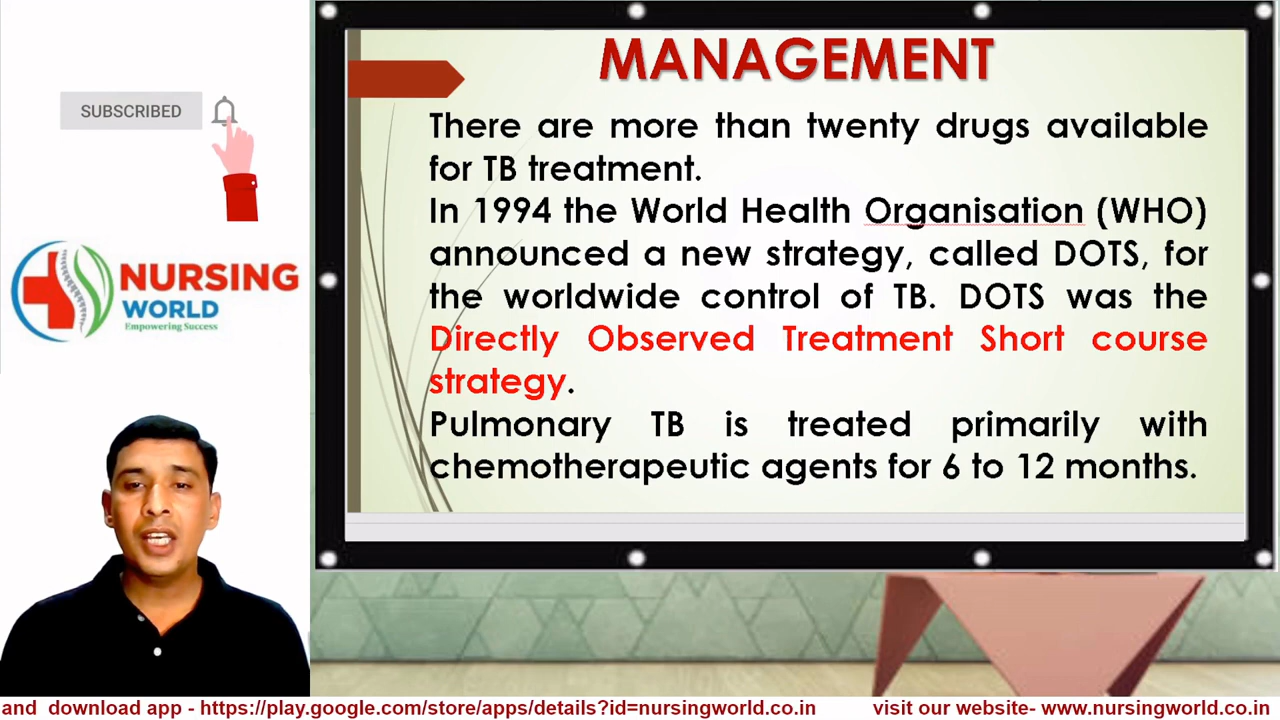 SUBSCRIBED
NURSING
WORLD
Empowering Success
MANAGEMENT
There are more than twenty drugs available
for TB treatment.
In 1994 the World Health Organisation (WHO)
announced a new strategy, called DOTS, for
the worldwide control of TB. DOTS was the
Directly Observed Treatment Short course
strategy.
Pulmonary TB is treated primarily with
chemotherapeutic agents for 6 to 12 months.
and download app - https://play.google.com/store/apps/details?id=nursingworld.co.in visit our website- www.nursingworld.co.in